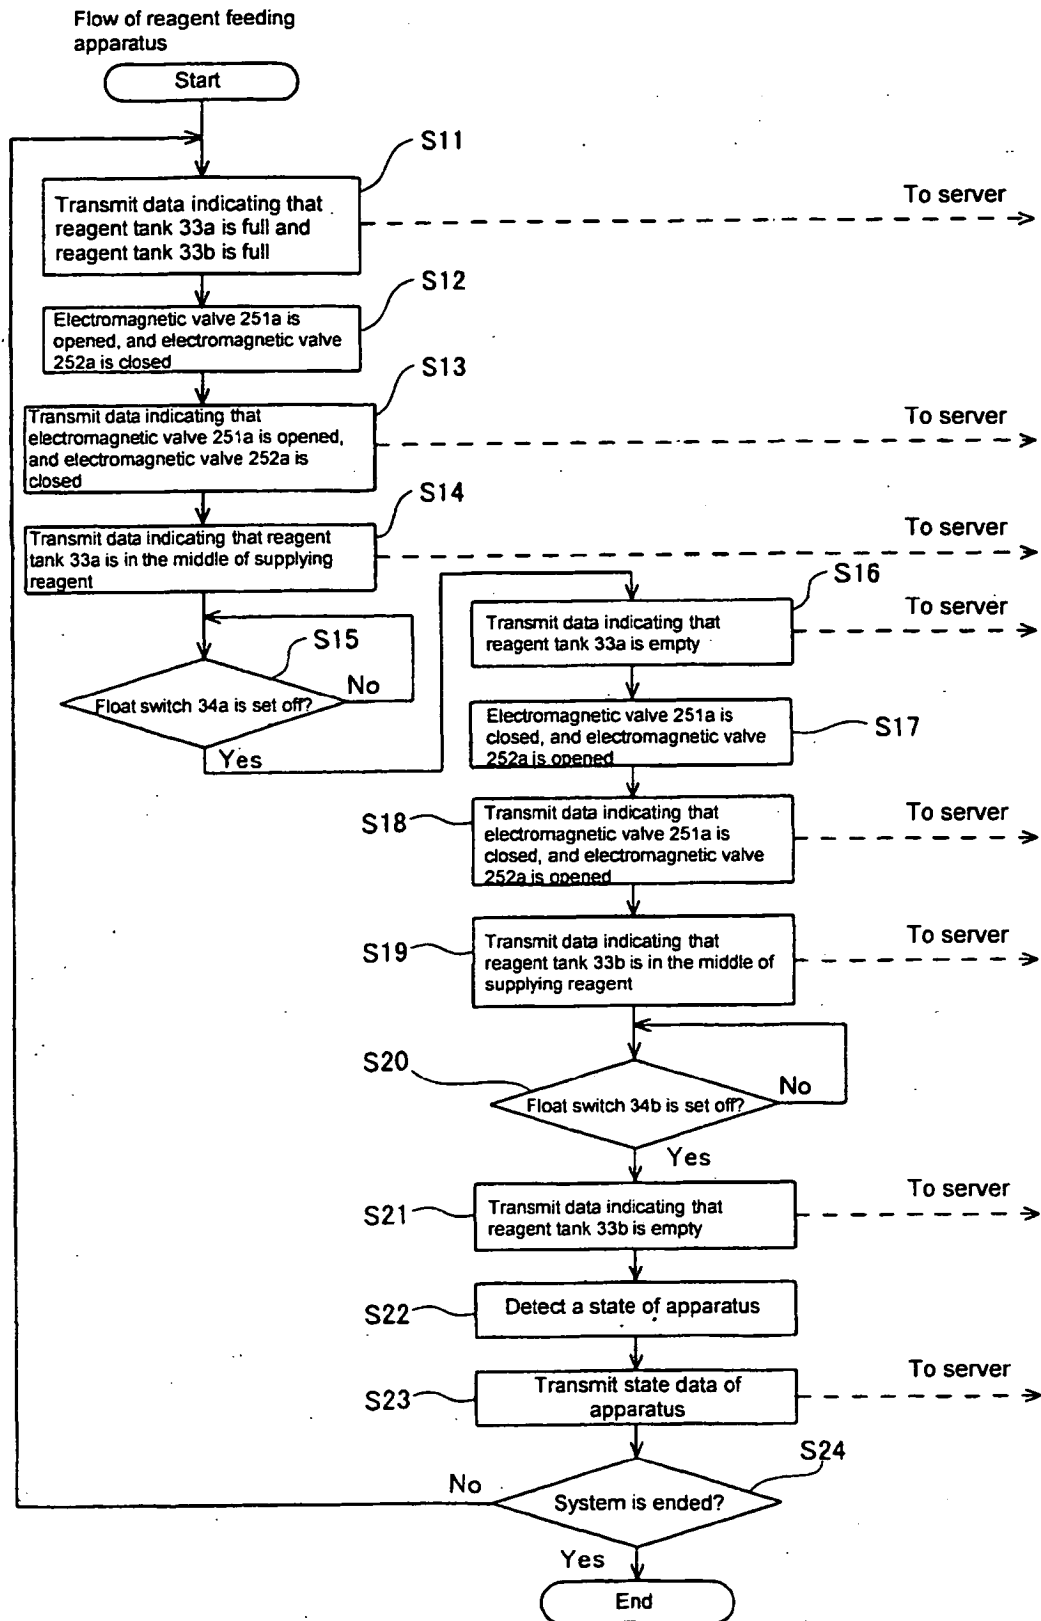 Flow of reagent feeding
apparatus
Start
S11
Transmit data indicating that
reagent tank 33a is full and
reagent tank 33b is full
To server
S12
Electromagnetic valve 251a is
opened, and electromagnetic valve
252a is closed
S13
Transmit data indicating that
electromagnetic valve 251a is opened,
and electromagnetic valve 252a is
closed
To server
S14
Transmit data indicating that reagent
tank 33a is in the middle of supplying
reagent
To server
S15
Float switch 34a is set off?
No
Yes
S16
Transmit data indicating that
reagent tank 33a is empty
To server
S17
Electromagnetic valve 251a is
closed, and electromagnetic valve
252a is opened
S18
Transmit data indicating that
electromagnetic valve 251a is
closed, and electromagnetic valve
252a is opened
To server
S19
Transmit data indicating that
reagent tank 33b is in the middle of
supplying reagent
To server
S20
Float switch 34b is set off?
No
Yes
S21
Transmit data indicating that
reagent tank 33b is empty
To server
S22
Detect a state of apparatus
S23
Transmit state data of
apparatus
To server
S24
System is ended?
No
Yes
End